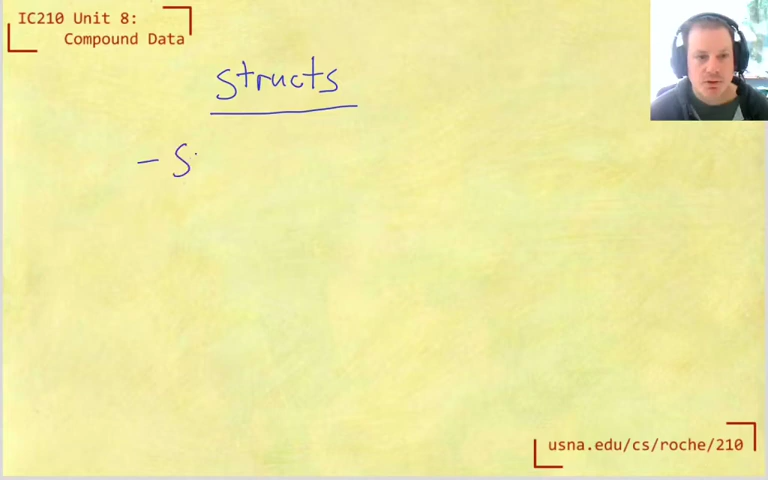 IC210 Unit 8:
Compound Data
structs
- S
usna.edu/cs/roche/210